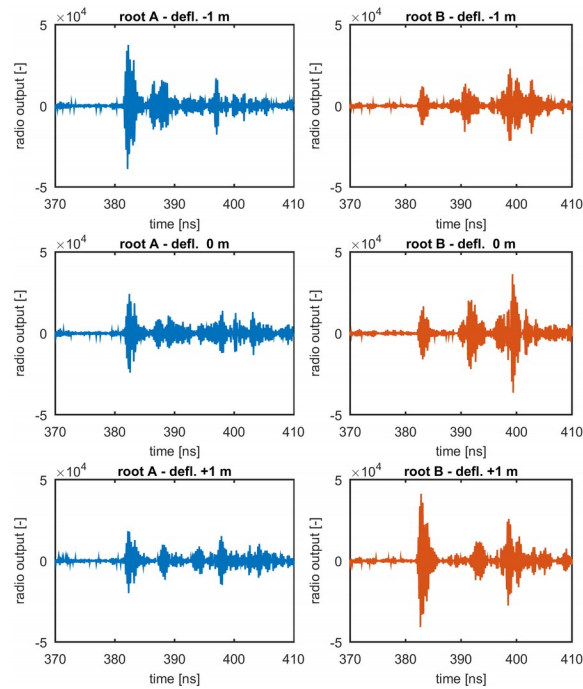 ×10⁴ root A - defl. -1 m
5
0
-5
radio output [-]
370 380 390 400 410
time [ns]
×10⁴ root B - defl. -1 m
5
0
-5
radio output [-]
370 380 390 400 410
time [ns]
×10⁴ root A - defl. 0 m
5
0
-5
radio output [-]
370 380 390 400 410
time [ns]
×10⁴ root B - defl. 0 m
5
0
-5
radio output [-]
370 380 390 400 410
time [ns]
×10⁴ root A - defl. +1 m
5
0
-5
radio output [-]
370 380 390 400 410
time [ns]
×10⁴ root B - defl. +1 m
5
0
-5
radio output [-]
370 380 390 400 410
time [ns]